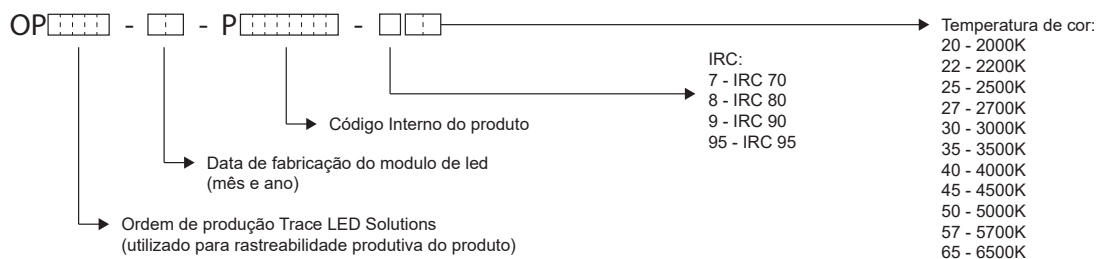 OP - - P -
Temperatura de cor:
20 - 2000K
22 - 2200K
25 - 2500K
27 - 2700K
30 - 3000K
35 - 3500K
40 - 4000K
45 - 4500K
50 - 5000K
57 - 5700K
65 - 6500K
IRC:
7 - IRC 70
8 - IRC 80
9 - IRC 90
95 - IRC 95
Código Interno do produto
Data de fabricação do modulo de led
(mês e ano)
Ordem de produção Trace LED Solutions
(utilizado para rastreabilidade produtiva do produto)